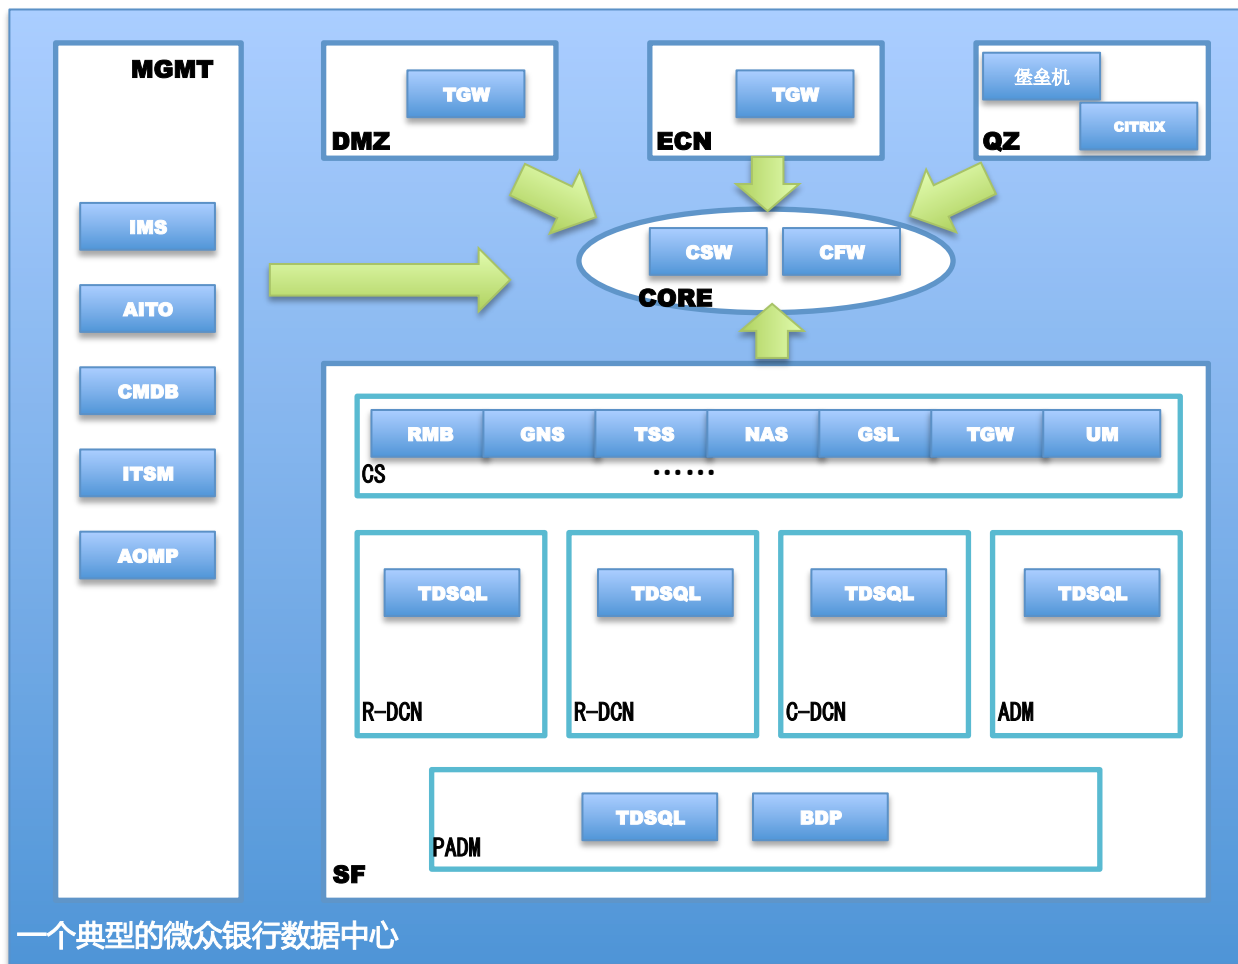 MGMT
IMS
AITO
CMDB
ITSM
AOMP
TGW
DMZ
TGW
ECN
堡垒机
CITRIX
QZ
CSW
CFW
CORE
RMB
GNS
TSS
NAS
GSL
TGW
UM
CS
······
TDSQL
R-DCN
TDSQL
R-DCN
TDSQL
C-DCN
TDSQL
ADM
TDSQL
BDP
PADM
SF
一个典型的微众银行数据中心